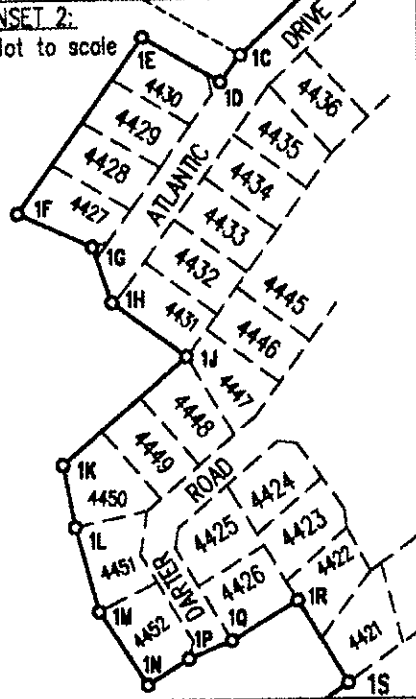 INSET 2:
Not to scale
1E
1C
DRIVE
1D
4430
4436
4429
4435
4428
ATLANTIC
4434
4427
4433
1F
1G
4432
4445
1H
4431
4446
1J
4447
4448
4449
1K
4450
ROAD
4424
1L
4425
4423
4451
4422
DARTER
4426
1R
1M
4452
1Q
4421
1P
1N
1S